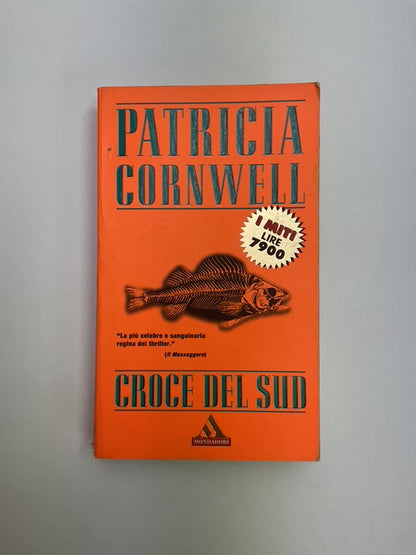 PATRICIA
CORNWELL
I MITI
LIRE
7900
"La più celebre e sanguinaria
regina del thriller."
(Il Messaggero)
CROCE DEL SUD
MONDADORI